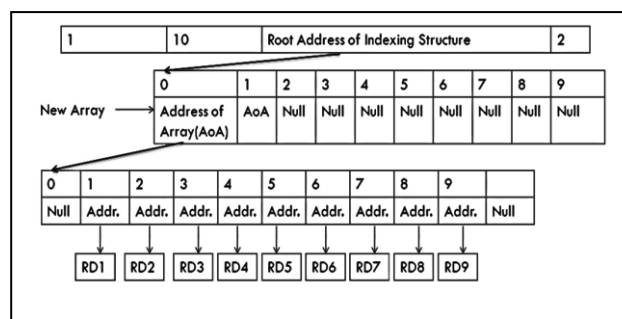 1 10 Root Address of Indexing Structure 2
0 1 2 3 4 5 6 7 8 9
New Array Address of Array(AoA) AoA Null Null Null Null Null Null Null Null
0 1 2 3 4 5 6 7 8 9
Null Addr. Addr. Addr. Addr. Addr. Addr. Addr. Addr. Addr. Null
RD1 RD2 RD3 RD4 RD5 RD6 RD7 RD8 RD9